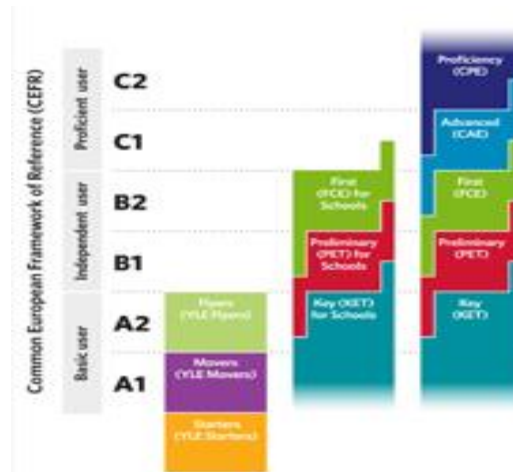 Common European Framework of Reference (CEFR)
Proficient user
Independent user
Basic user
C2
C1
B2
B1
A2
A1
Flyers
(YLE Flyers)
Movers
(YLE Movers)
Starters
(YLE Starters)
First
(FCE) for
Schools
Preliminary
(PET) for
Schools
Key (KET)
for Schools
Proficiency
(CPE)
Advanced
(CAE)
First
(FCE)
Preliminary
(PET)
Key
(KET)